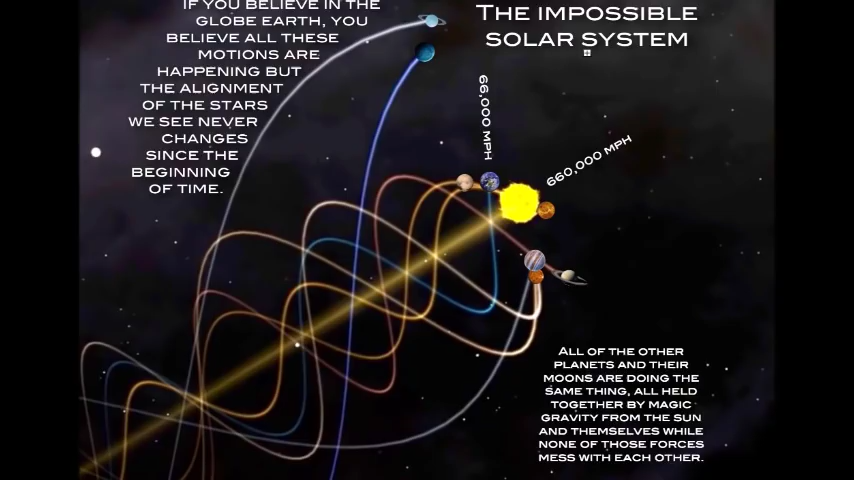 IF YOU BELIEVE IN THE
GLOBE EARTH, YOU
BELIEVE ALL THESE
MOTIONS ARE
HAPPENING BUT
THE ALIGNMENT
OF THE STARS
WE SEE NEVER
CHANGES
SINCE THE
BEGINNING
OF TIME.
THE IMPOSSIBLE
SOLAR SYSTEM
66,000 MPH
660,000 MPH
ALL OF THE OTHER
PLANETS AND THEIR
MOONS ARE DOING THE
SAME THING, ALL HELD
TOGETHER BY MAGIC
GRAVITY FROM THE SUN
AND THEMSELVES WHILE
NONE OF THOSE FORCES
MESS WITH EACH OTHER.